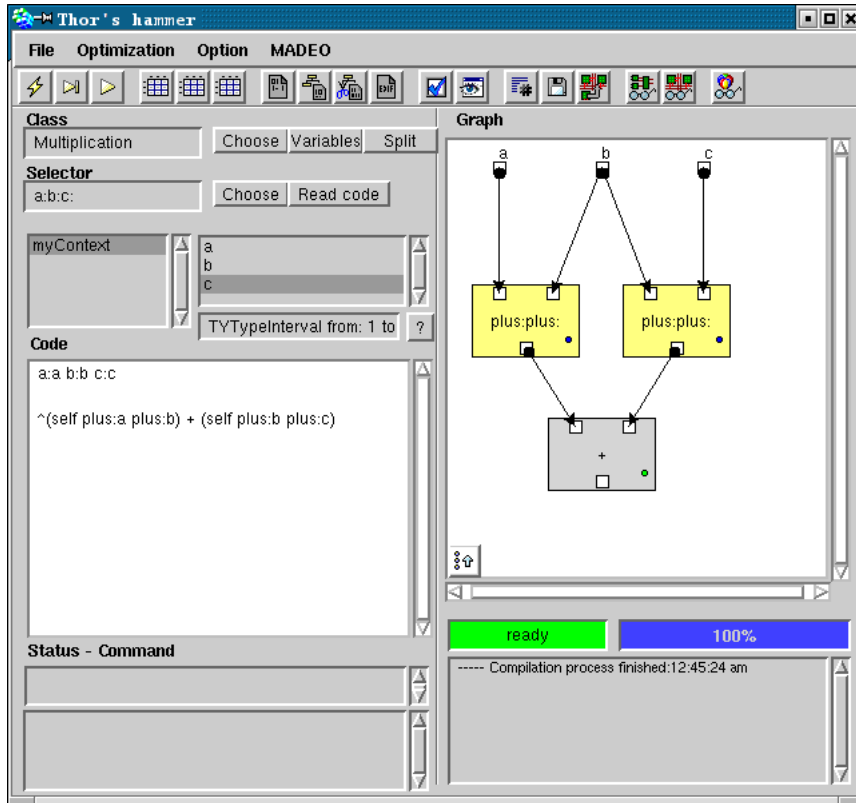 Thor's hammer
File Optimization Option MADEO
Class
Multiplication Choose Variables Split
Selector
a:b:c: Choose Read code
myContext
a
b
c
TYTypeInterval from: 1 to ?
Code
a:a b:b c:c
^(self plus:a plus:b) + (self plus:b plus:c)
Status - Command
Graph
a b c
plus:plus: plus:plus:
+
ready 100%
----- Compilation process finished:12:45:24 am